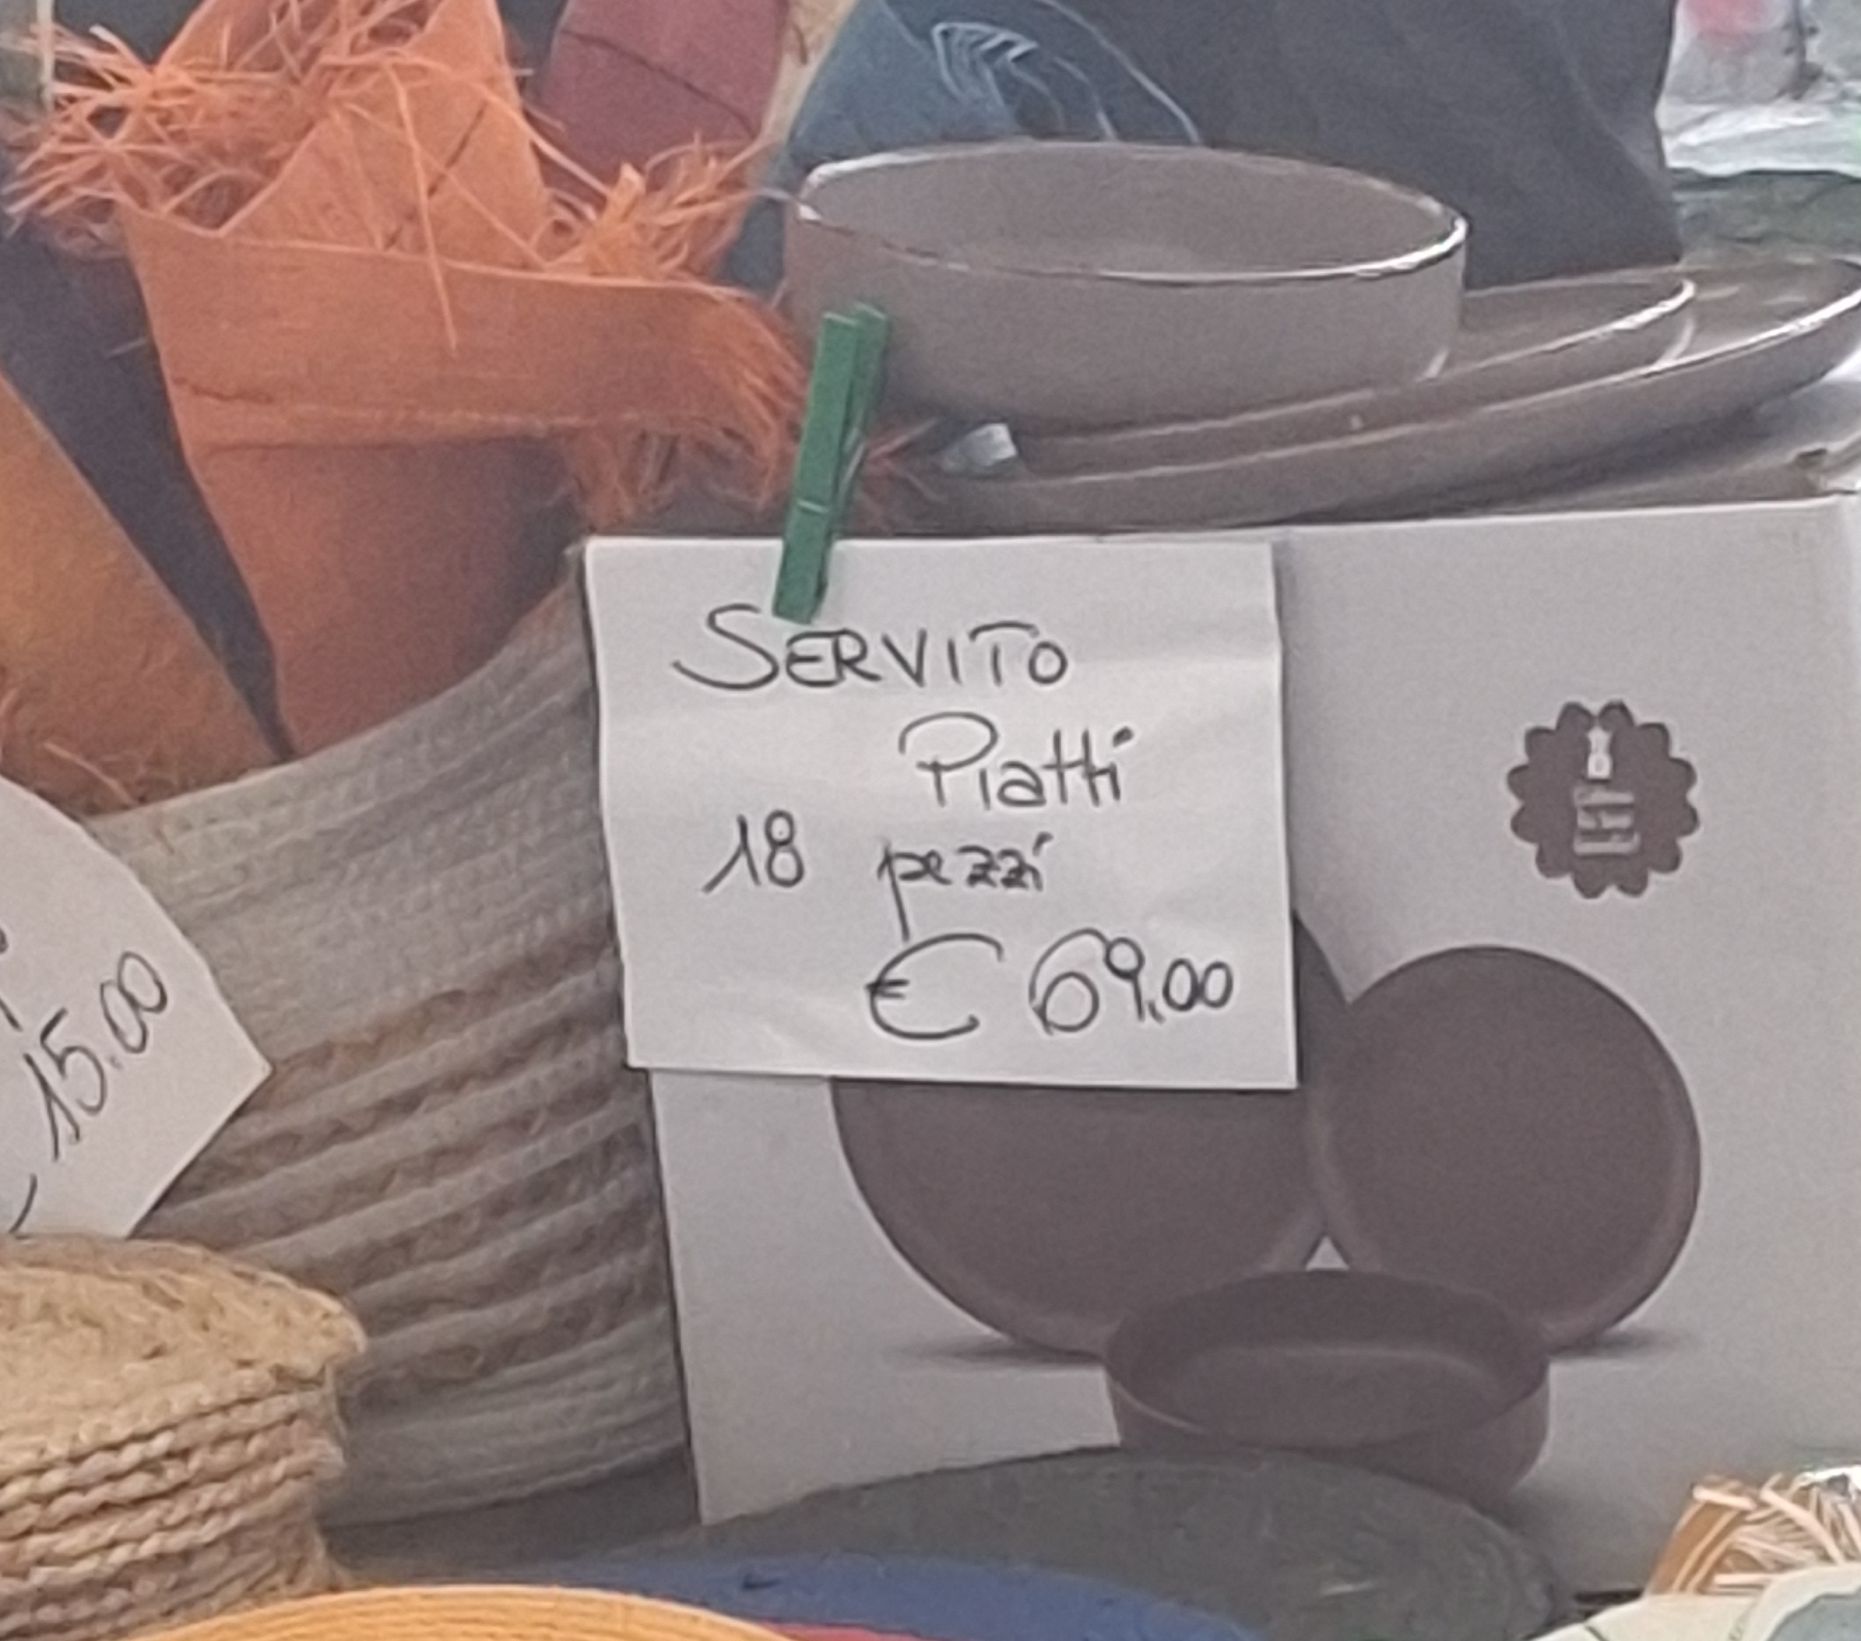 SERVITO
Piatti
18 pezzi
€ 69,00
15.00